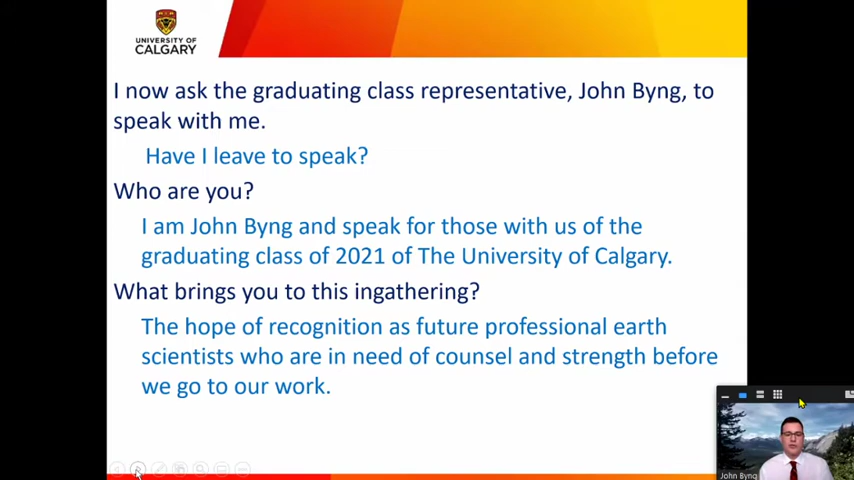 UNIVERSITY OF
CALGARY
I now ask the graduating class representative, John Byng, to
speak with me.
Have I leave to speak?
Who are you?
I am John Byng and speak for those with us of the
graduating class of 2021 of The University of Calgary.
What brings you to this ingathering?
The hope of recognition as future professional earth
scientists who are in need of counsel and strength before
we go to our work.
John Byng